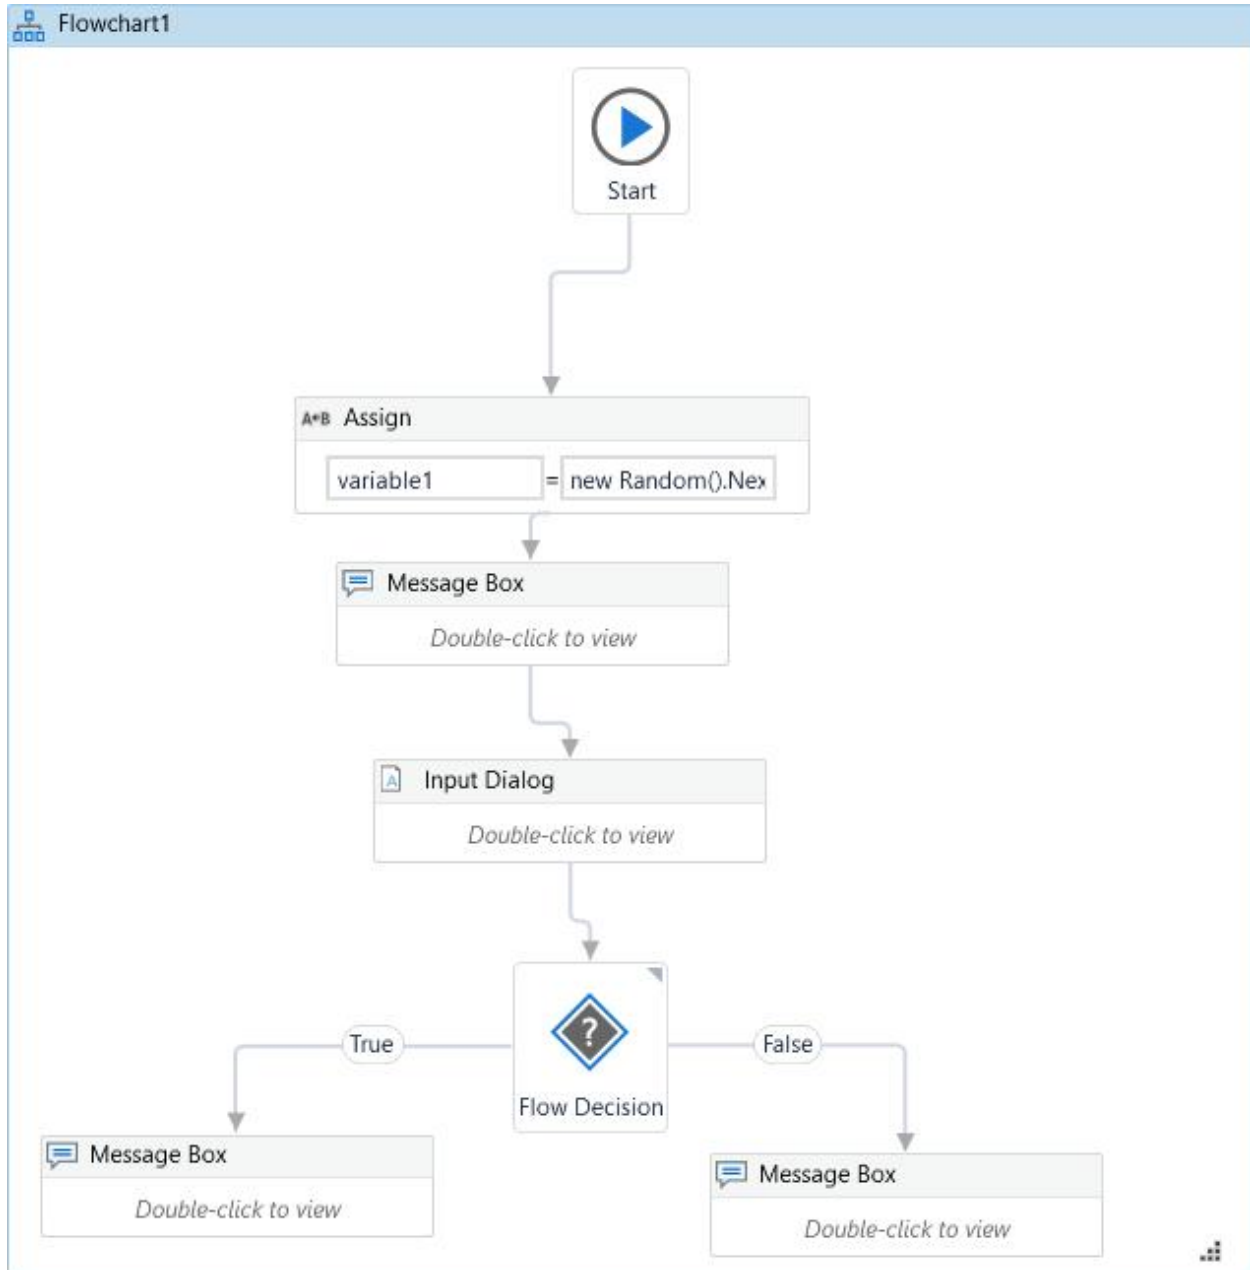 Flowchart1
Start
A*B Assign
variable1 = new Random().Nex
Message Box
Double-click to view
A Input Dialog
Double-click to view
?
True
False
Flow Decision
Message Box
Double-click to view
Message Box
Double-click to view